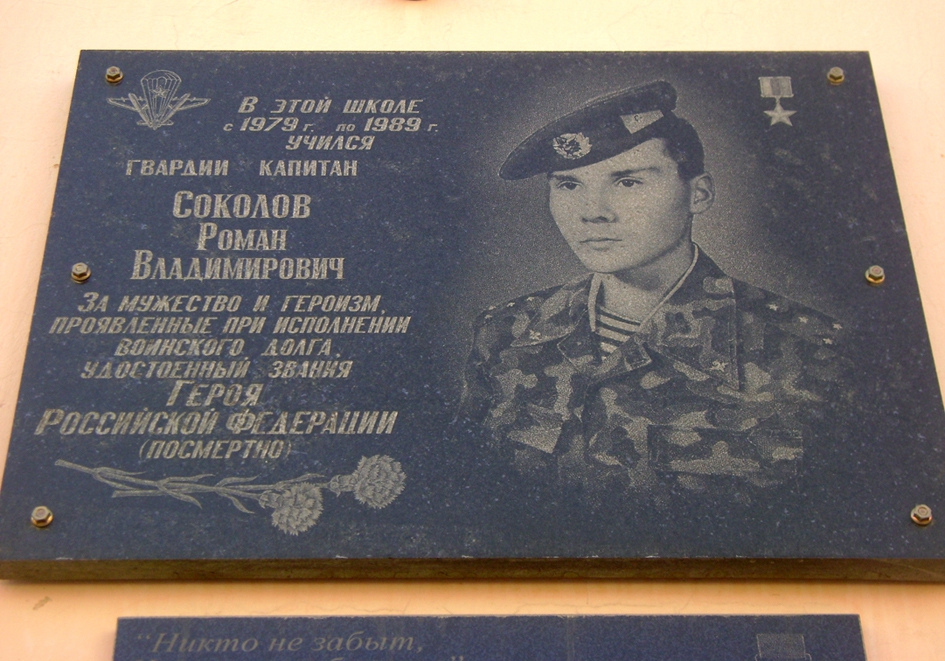 В ЭТОЙ ШКОЛЕ
с 1979 г. по 1989 г.
УЧИЛСЯ
ГВАРДИИ КАПИТАН
СОКОЛОВ
РОМАН
ВЛАДИМИРОВИЧ
ЗА МУЖЕСТВО И ГЕРОИЗМ,
ПРОЯВЛЕННЫЕ ПРИ ИСПОЛНЕНИИ
ВОИНСКОГО ДОЛГА,
УДОСТОЕННЫЙ ЗВАНИЯ
ГЕРОЯ
РОССИЙСКОЙ ФЕДЕРАЦИИ
(ПОСМЕРТНО)
“Никто не забыт,